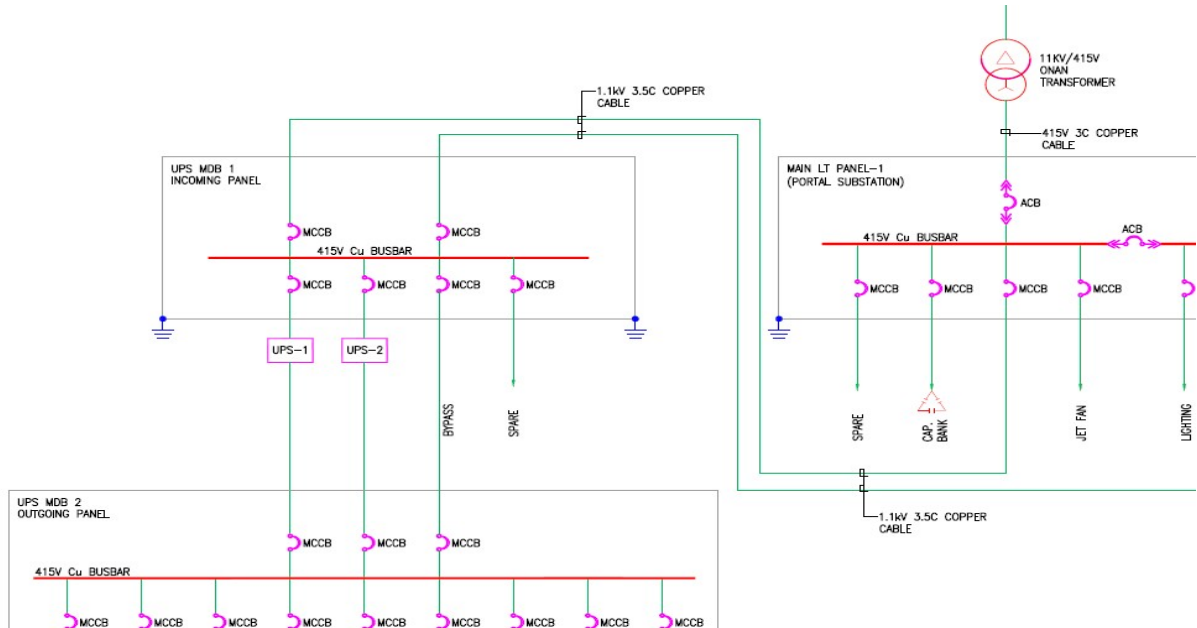 11KV/415V
ONAN
TRANSFORMER
1.1kV 3.5C COPPER
CABLE
415V 3C COPPER
CABLE
UPS MDB 1
INCOMING PANEL
MAIN LT PANEL-1
(PORTAL SUBSTATION)
ACB
MCCB
MCCB
415V Cu BUSBAR
415V Cu BUSBAR
ACB
MCCB
MCCB
MCCB
MCCB
MCCB
MCCB
MCCB
MCCB
UPS-1
UPS-2
BYPASS
SPARE
SPARE
CAP.
BANK
JET FAN
LIGHTING
UPS MDB 2
OUTGOING PANEL
1.1kV 3.5C COPPER
CABLE
MCCB
MCCB
MCCB
415V Cu BUSBAR
MCCB
MCCB
MCCB
MCCB
MCCB
MCCB
MCCB
MCCB
MCCB